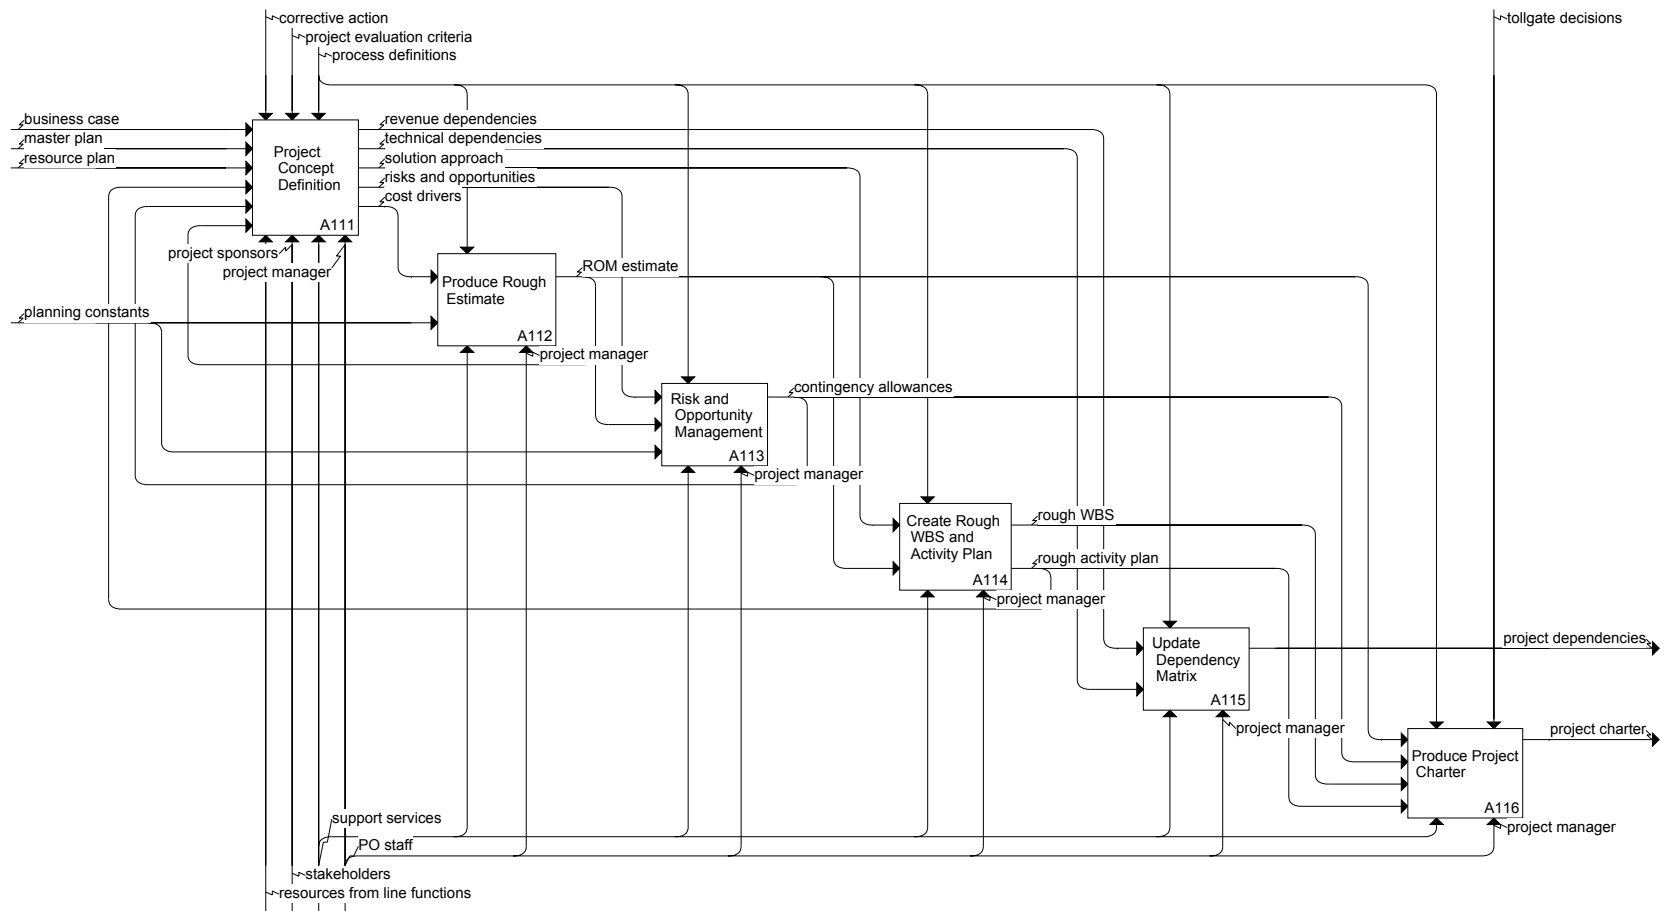 corrective action
tollgate decisions
project evaluation criteria
process definitions
business case
revenue dependencies
master plan
technical dependencies
resource plan
solution approach
risks and opportunities
cost drivers
Project
Concept
Definition
A111
project sponsors
project manager
ROM estimate
Produce Rough
Estimate
A112
planning constants
project manager
contingency allowances
Risk and
Opportunity
Management
A113
project manager
rough WBS
Create Rough
WBS and
Activity Plan
A114
rough activity plan
project manager
project dependencies
Update
Dependency
Matrix
A115
project manager
project charter
Produce Project
Charter
A116
project manager
support services
PO staff
stakeholders
resources from line functions